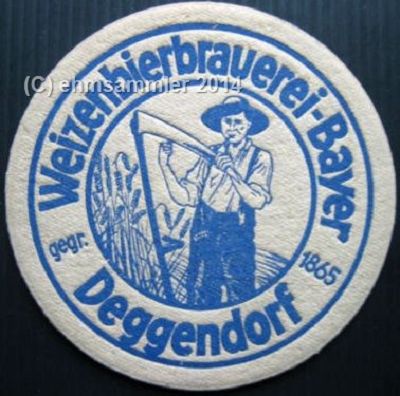 (C) ehmsammler 2014
Weizenbierbrauerei-Bayer
gegr. 1865
Deggendorf